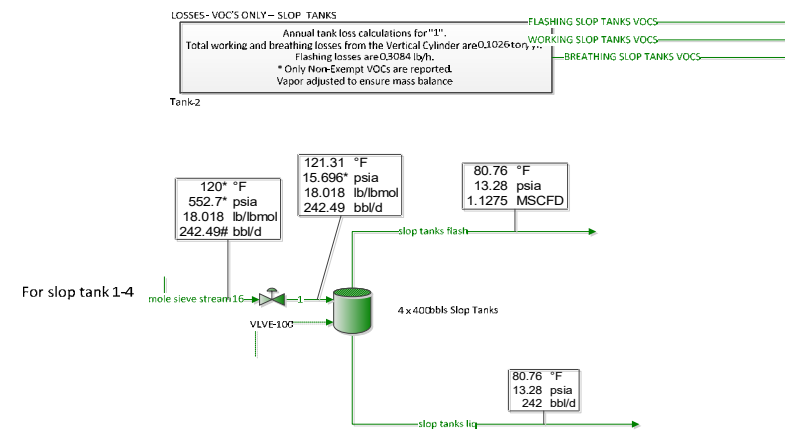 LOSSES - VOC'S ONLY – SLOP TANKS
FLASHING SLOP TANKS VOCS
Annual tank loss calculations for "1".
Total working and breathing losses from the Vertical Cylinder are 0,1026 ton/yr.
WORKING SLOP TANKS VOCS
Flashing losses are 0,3084 lb/h.
BREATHING SLOP TANKS VOCS
* Only Non-Exempt VOCs are reported.
Vapor adjusted to ensure mass balance
Tank-2
121.31 °F
15.696* psia
18.018 lb/lbmol
242.49 bbl/d
80.76 °F
13.28 psia
1.1275 MSCFD
120* °F
552.7* psia
18.018 lb/lbmol
242.49# bbl/d
slop tanks flash
For slop tank 1-4
mole sieve stream 16
1
4 x 400bbls Slop Tanks
VLVE-100
80.76 °F
13.28 psia
242 bbl/d
slop tanks liq